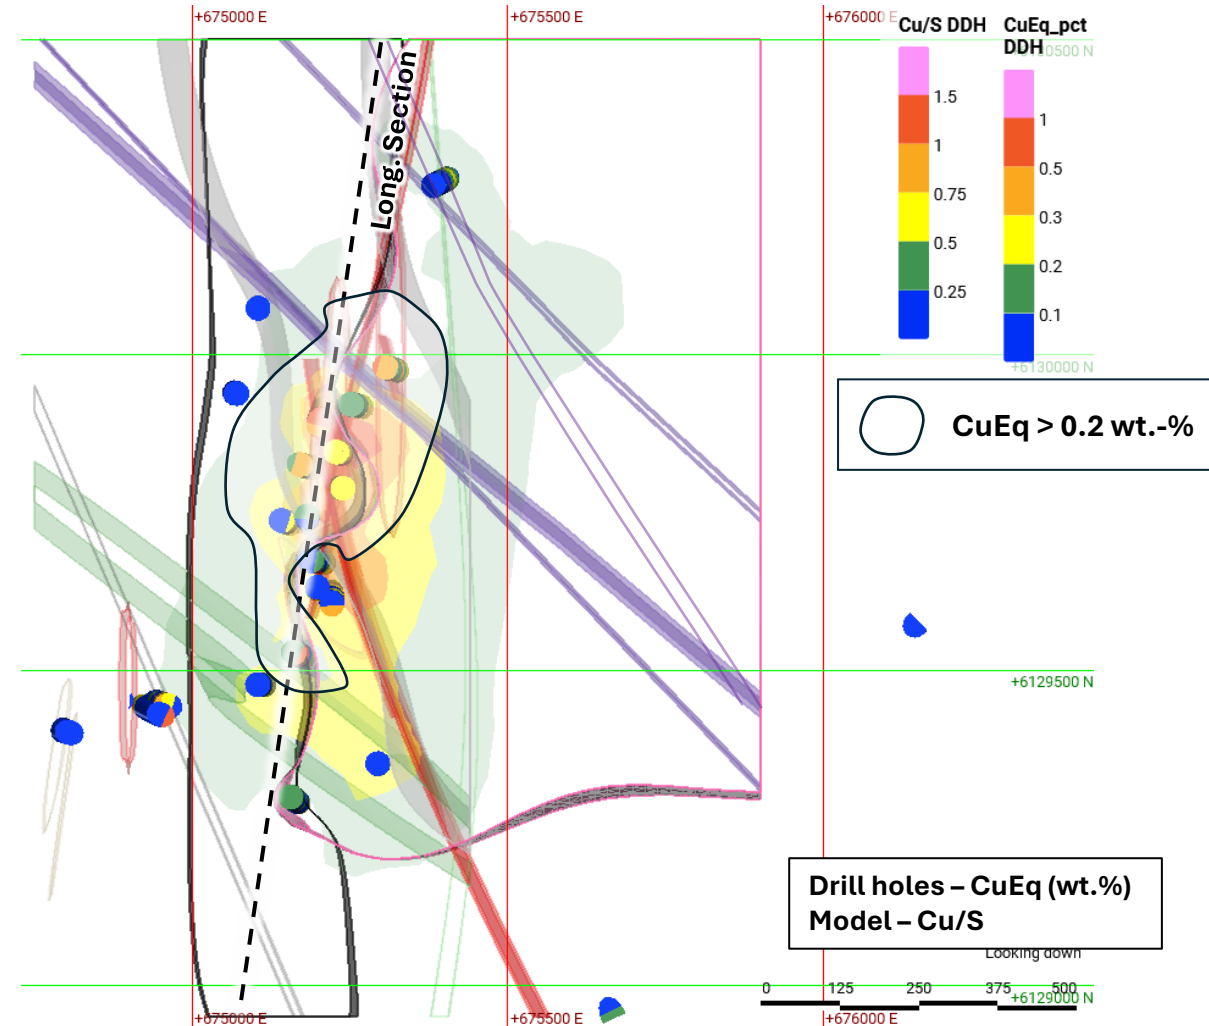 +675000 E
+675500 E
+676000 E
Cu/S DDH
CuEq_pct
DDH
1.5
1
0.75
0.5
0.25
1
0.5
0.3
0.2
0.1
Long. Section
+6130000 N
CuEq > 0.2 wt.-%
+6129500 N
Drill holes – CuEq (wt.%)
Model – Cu/S
Looking down
0 125 250 375 500
+6129000 N
+675000 E
+675500 E
+676000 E